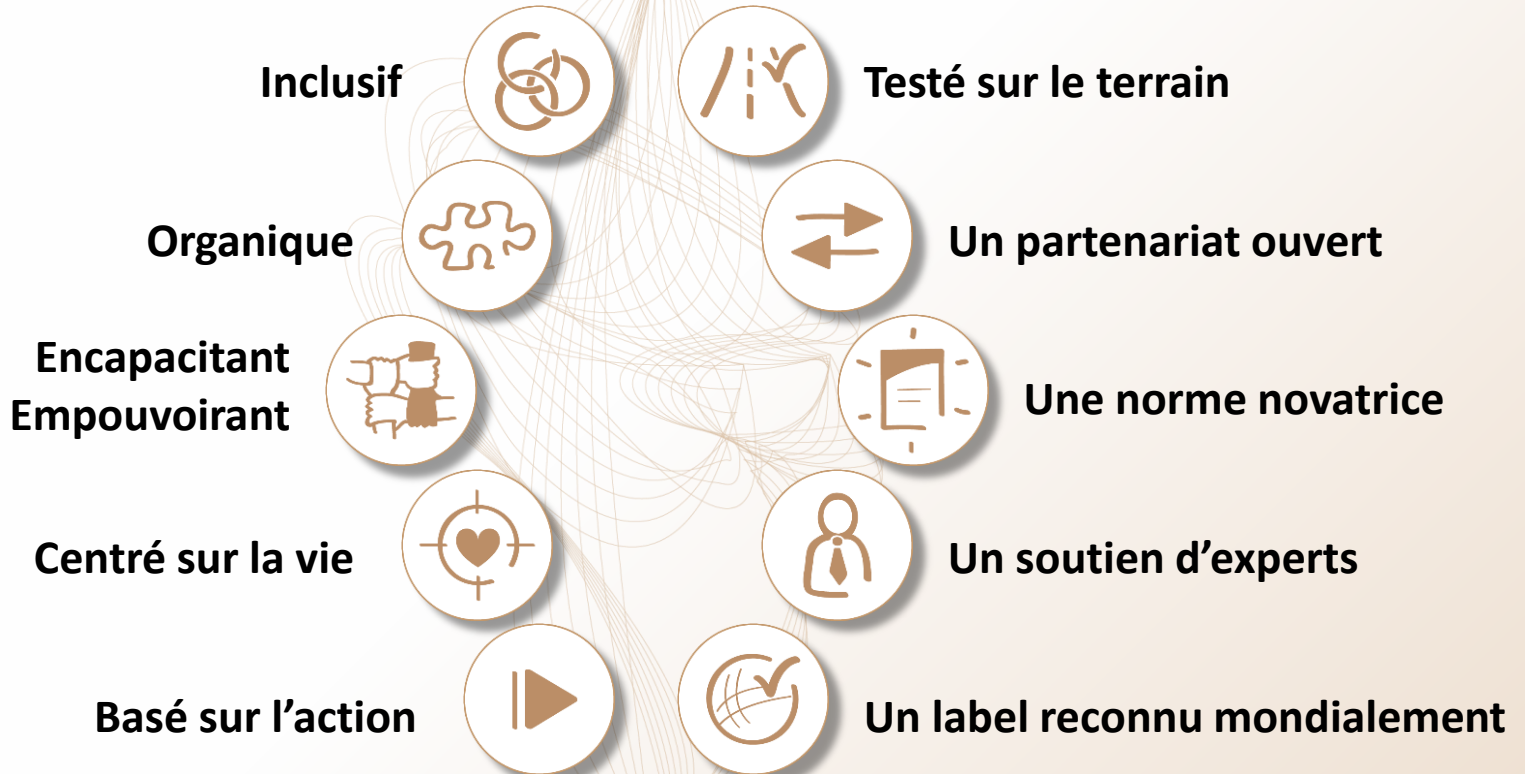 Inclusif
Testé sur le terrain
Organique
Un partenariat ouvert
Encapacitant
Empouvoirant
Une norme novatrice
Centré sur la vie
Un soutien d’experts
Basé sur l’action
Un label reconnu mondialement